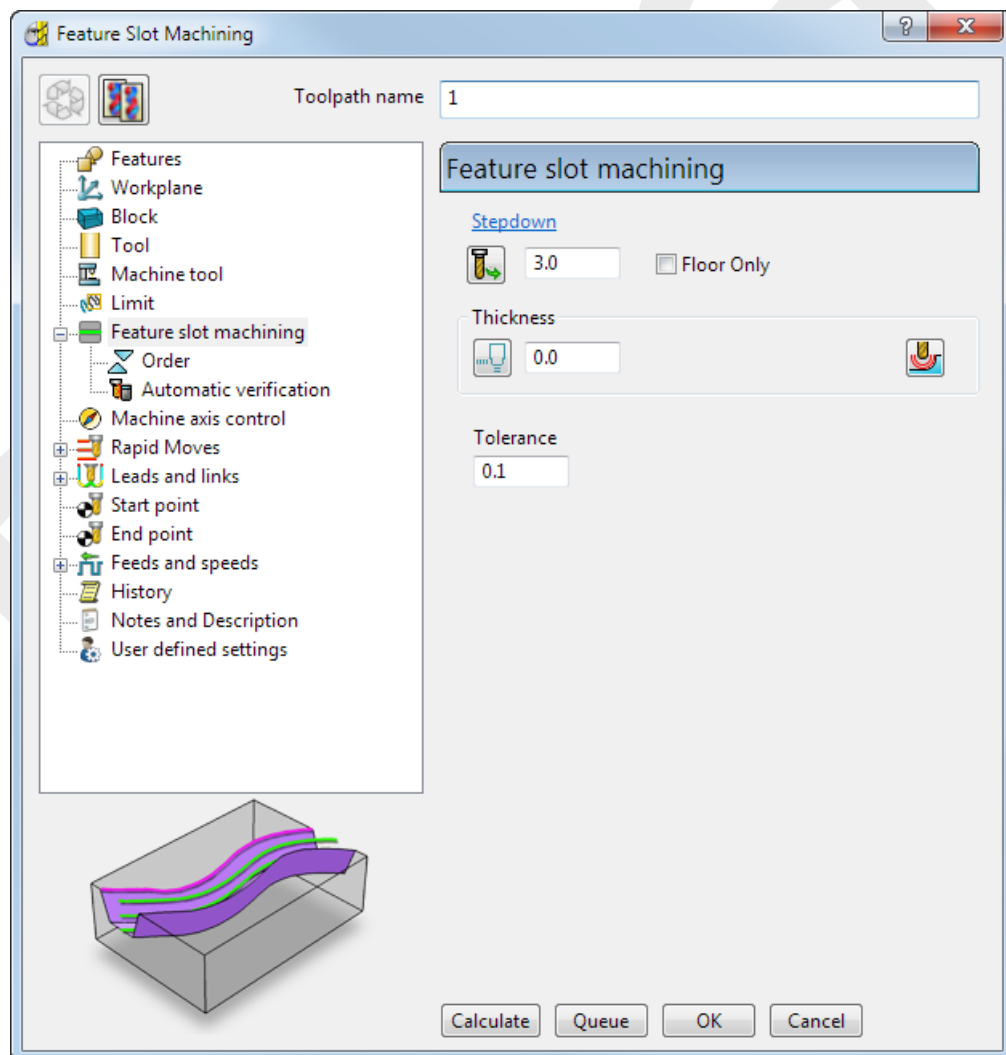 Feature Slot Machining
Toolpath name 1
Features
Workplane
Block
Tool
Machine tool
Limit
Feature slot machining
Order
Automatic verification
Machine axis control
Rapid Moves
Leads and links
Start point
End point
Feeds and speeds
History
Notes and Description
User defined settings
Feature slot machining
Stepdown
3.0 Floor Only
Thickness
0.0
Tolerance
0.1
Calculate Queue OK Cancel